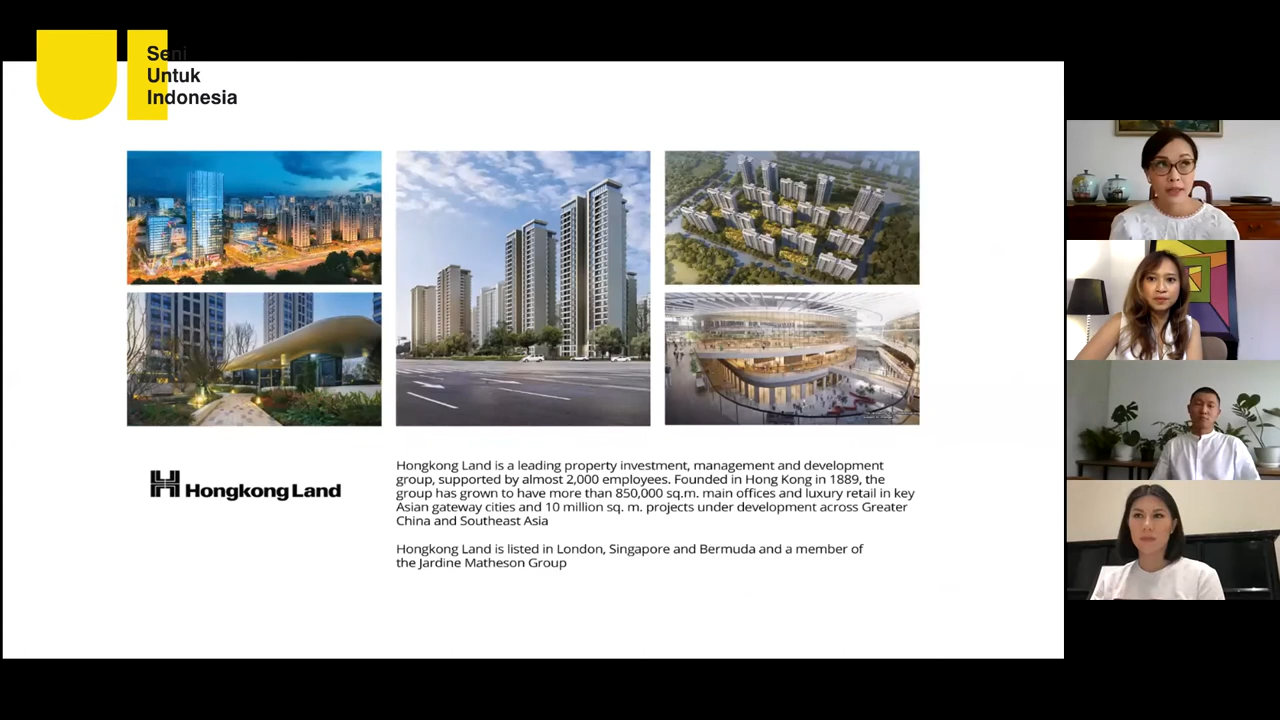 Seni
Untuk
Indonesia
Hongkong Land
Hongkong Land is a leading property investment, management and development
group, supported by almost 2,000 employees. Founded in Hong Kong in 1889, the
group has grown to have more than 850,000 sq.m. main offices and luxury retail in key
Asian gateway cities and 10 million sq. m. projects under development across Greater
China and Southeast Asia
Hongkong Land is listed in London, Singapore and Bermuda and a member of
the Jardine Matheson Group